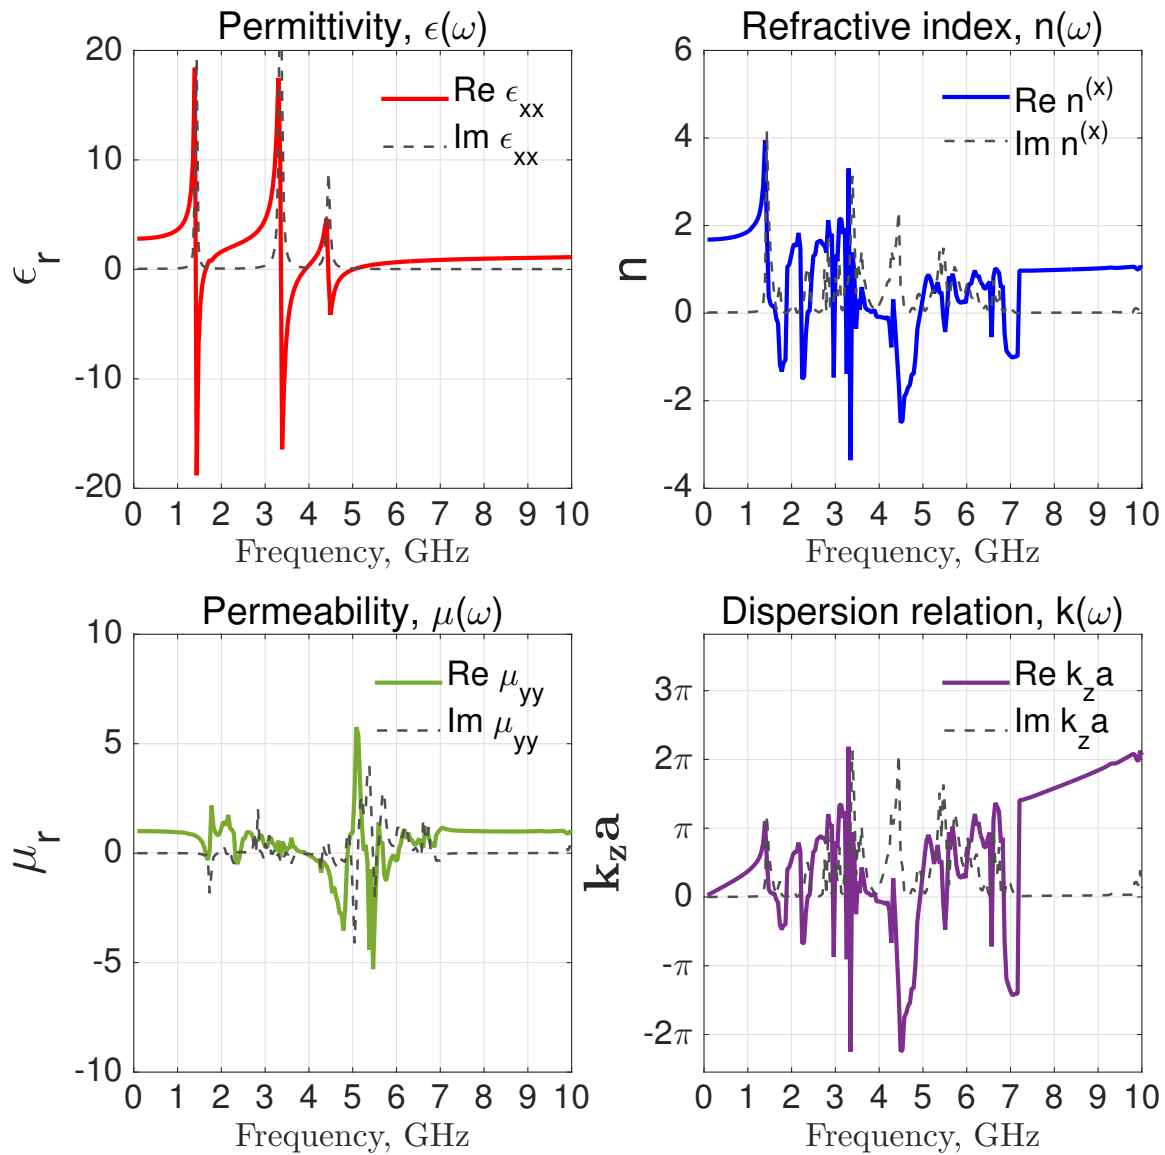 Permittivity, ϵ(ω)
20
10
0
-10
-20
ϵr
Re ϵxx
Im ϵxx
0 1 2 3 4 5 6 7 8 9 10
Frequency, GHz
Refractive index, n(ω)
6
4
2
0
-2
-4
n
Re n(x)
Im n(x)
0 1 2 3 4 5 6 7 8 9 10
Frequency, GHz
Permeability, μ(ω)
10
5
0
-5
-10
μr
Re μyy
Im μyy
0 1 2 3 4 5 6 7 8 9 10
Frequency, GHz
Dispersion relation, k(ω)
3π
2π
π
0
-π
-2π
kza
Re kza
Im kza
0 1 2 3 4 5 6 7 8 9 10
Frequency, GHz